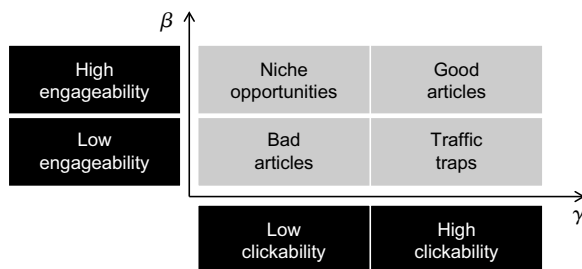 β
High
engageability
Niche
opportunities
Good
articles
Low
engageability
Bad
articles
Traffic
traps
γ
Low
clickability
High
clickability